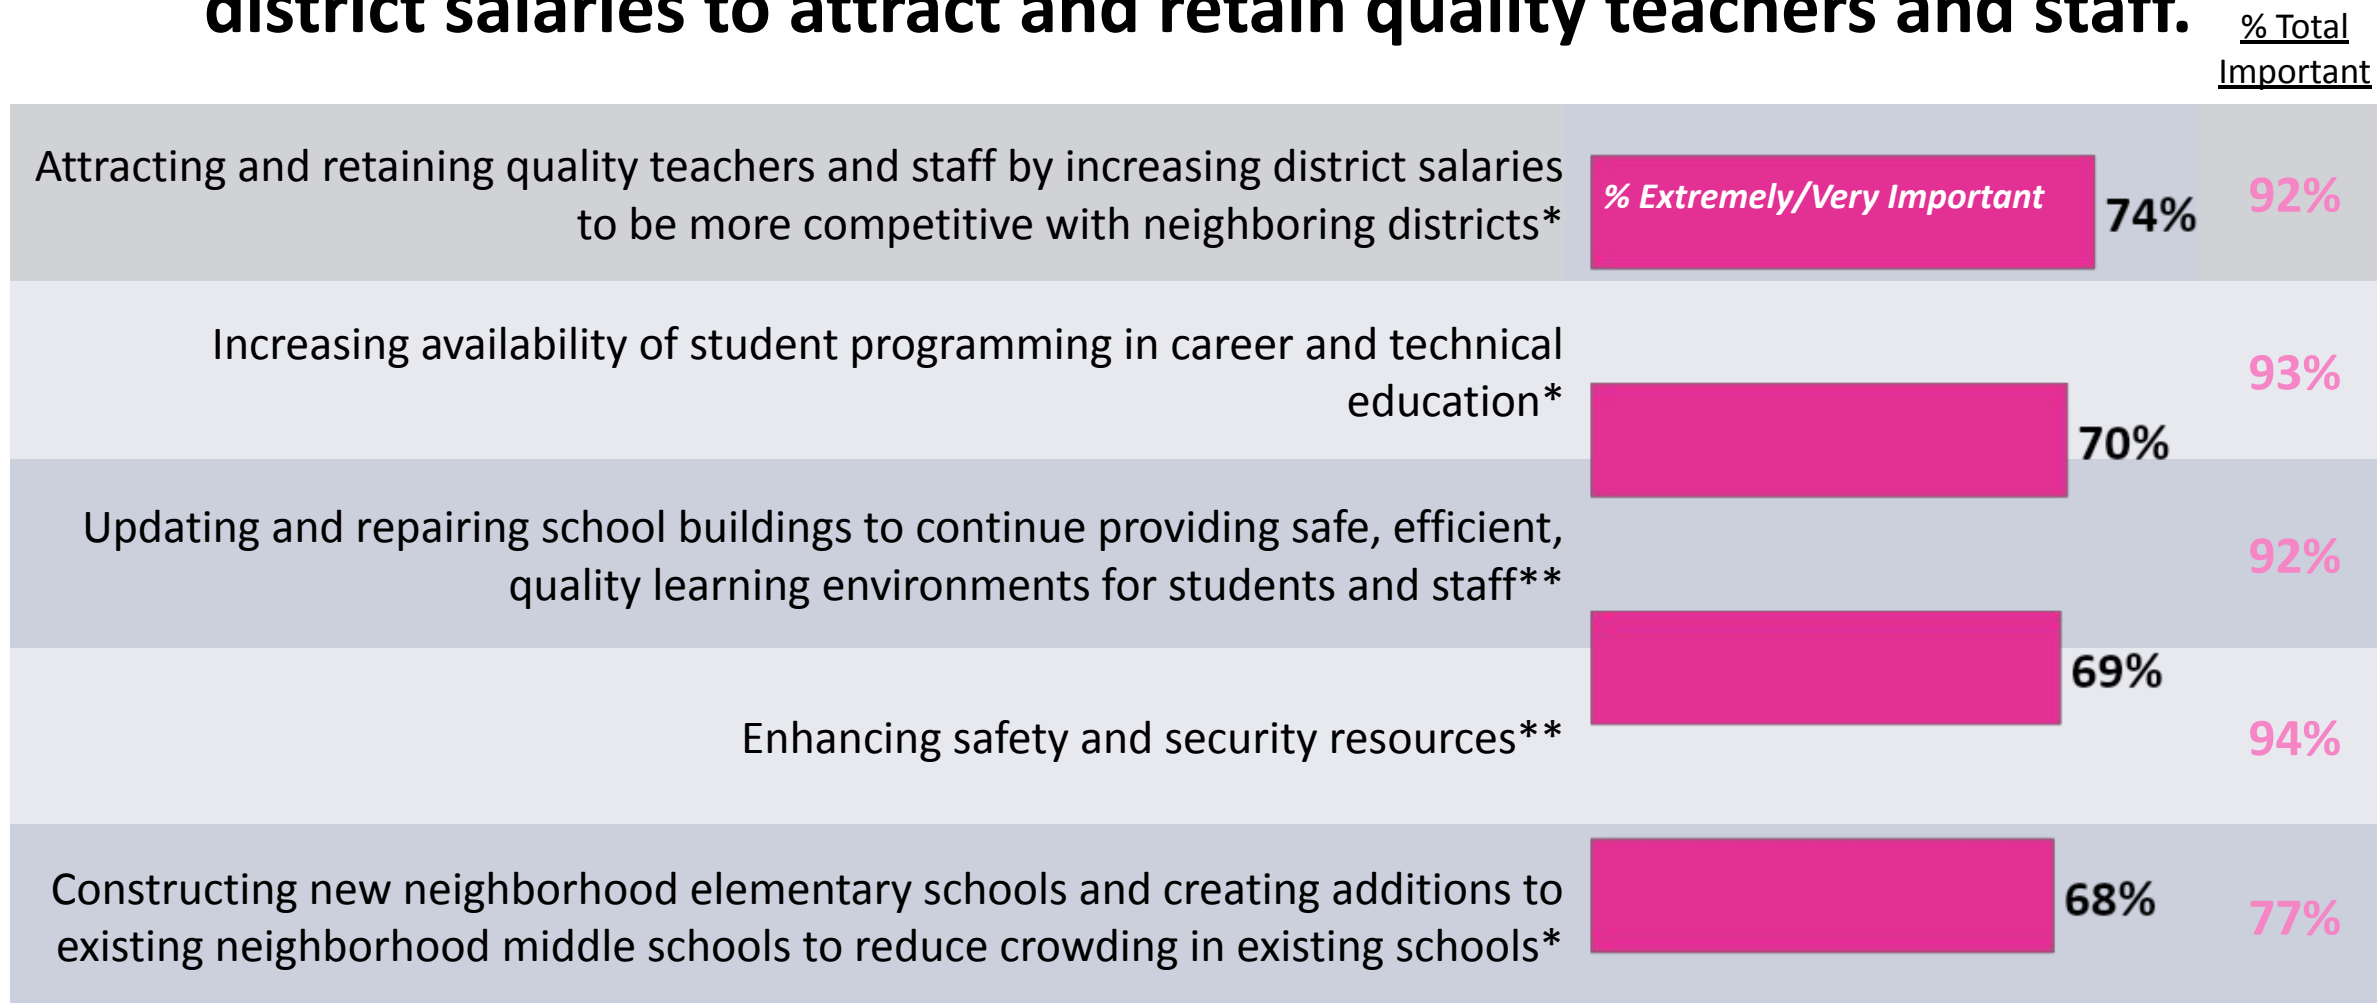 district salaries to attract and retain quality teachers and staff.
% Total
Important
Attracting and retaining quality teachers and staff by increasing district salaries
to be more competitive with neighboring districts*
% Extremely/Very Important
74%
92%
Increasing availability of student programming in career and technical
education*
70%
93%
Updating and repairing school buildings to continue providing safe, efficient,
quality learning environments for students and staff**
69%
92%
Enhancing safety and security resources**
94%
Constructing new neighborhood elementary schools and creating additions to
existing neighborhood middle schools to reduce crowding in existing schools*
68%
77%